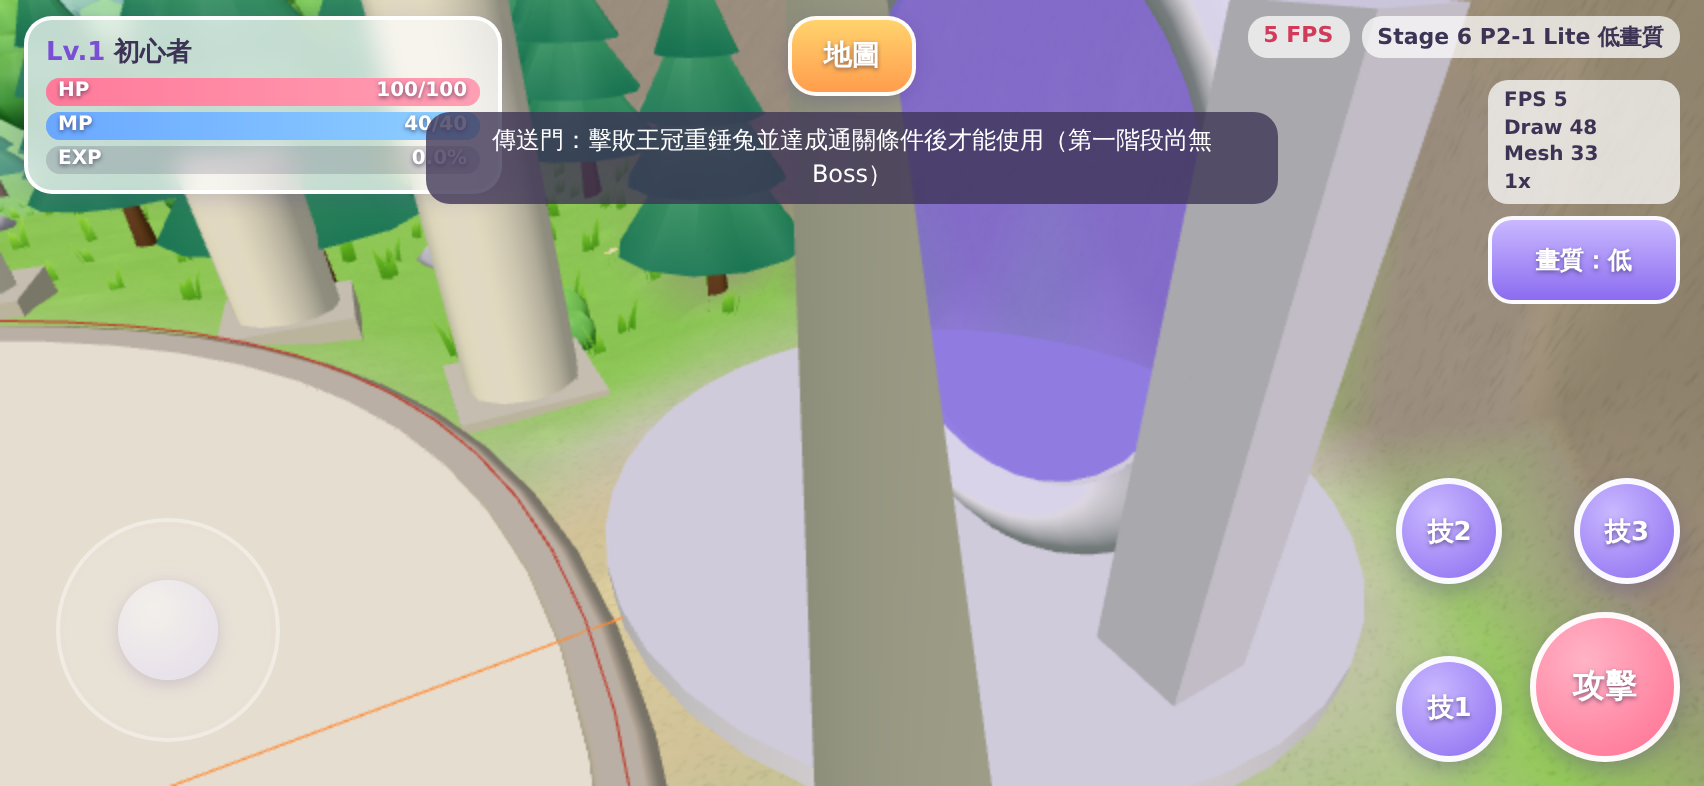 Lv.1 初心者
HP 100/100
MP 40/40
EXP 0.0%
地圖
5 FPS
Stage 6 P2-1 Lite 低畫質
傳送門：擊敗王冠重錘兔並達成通關條件後才能使用（第一階段尚無
Boss）
FPS 5
Draw 48
Mesh 33
1x
畫質：低
技2
技3
技1
攻擊